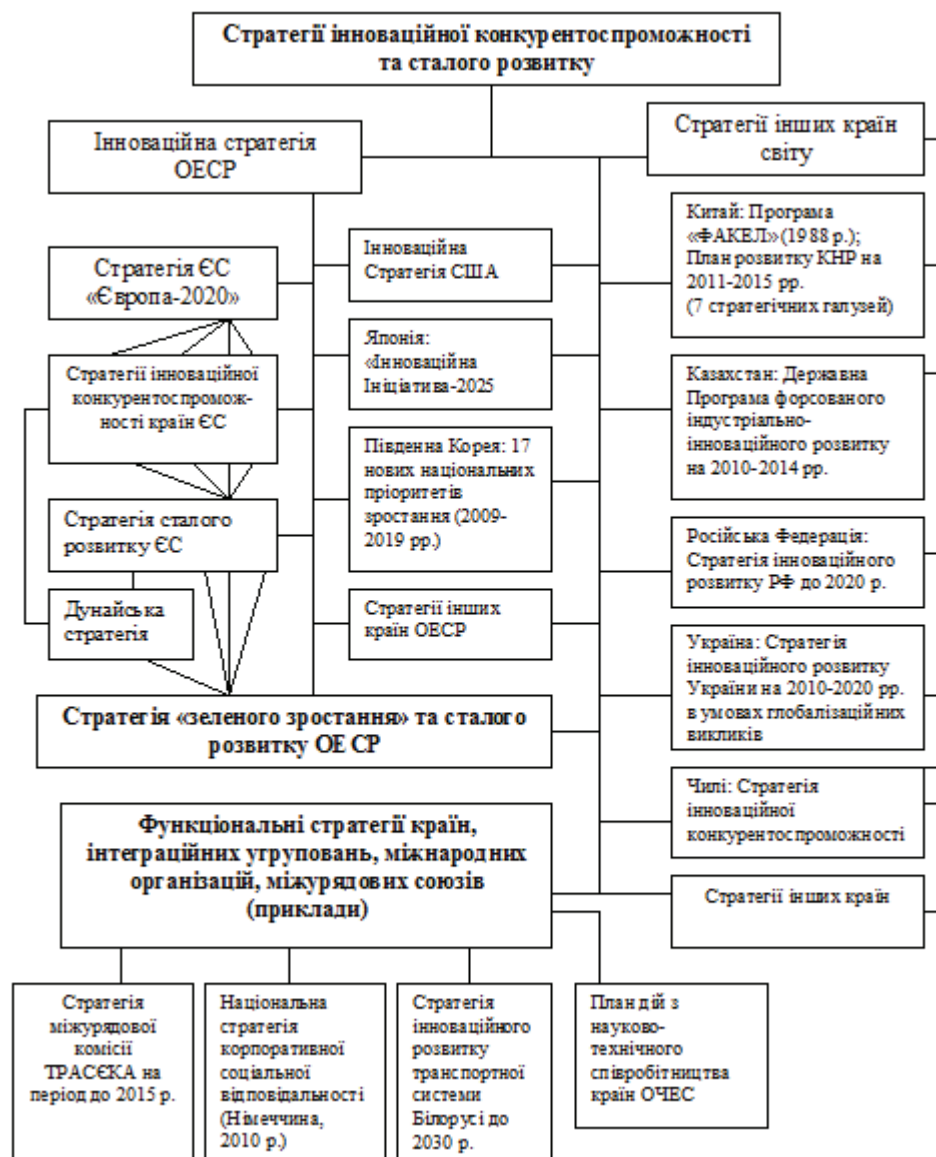 Стратегії інноваційної конкурентоспроможності
та сталого розвитку
Інноваційна стратегія
ОЕСР
Стратегії інших країн
світу
Стратегія ЄС
«Європа-2020»
Стратегії інноваційної
конкурентоспромож-
ності країн ЄС
Стратегія сталого
розвитку ЄС
Дунайська
стратегія
Інноваційна
Стратегія США
Японія:
«Інноваційна
Ініціатива-2025
Південна Корея: 17
нових національних
пріоритетів
зростання (2009-
2019 рр.)
Стратегії інших
країн ОЕСР
Китай: Програма
«ФАКЕЛ» (1988 р.);
План розвитку КНР на
2011-2015 рр.
(7 стратегічних галузей)
Казахстан: Державна
Програма форсованого
індустріально-
інноваційного розвитку
на 2010-2014 рр.
Російська Федерація:
Стратегія інноваційного
розвитку РФ до 2020 р.
Україна: Стратегія
інноваційного розвитку
України на 2010-2020 рр.
в умовах глобалізаційних
викликів
Чилі: Стратегія
інноваційної
конкурентоспроможності
Стратегії інших країн
Стратегія «зеленого зростання» та сталого
розвитку ОЕСР
Функціональні стратегії країн,
інтеграційних угруповань, міжнародних
організацій, міжурядових союзів
(приклади)
Стратегія
міжурядової
комісії
ТРАСЄКА на
період до 2015 р.
Національна
стратегія
корпоративної
соціальної
відповідальності
(Німеччина,
2010 р.)
Стратегія
інноваційного
розвитку
транспортної
системи
Білорусі до
2030 р.
План дій з
науково-
технічного
співробітництва
країн ОЧЕС